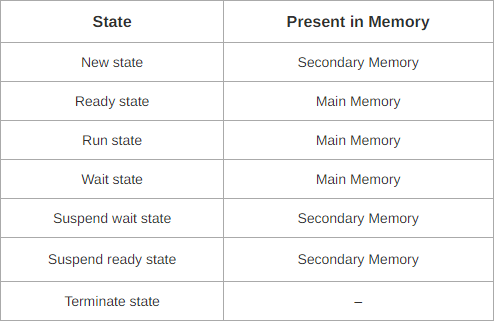 State Present in Memory
New state Secondary Memory
Ready state Main Memory
Run state Main Memory
Wait state Main Memory
Suspend wait state Secondary Memory
Suspend ready state Secondary Memory
Terminate state –